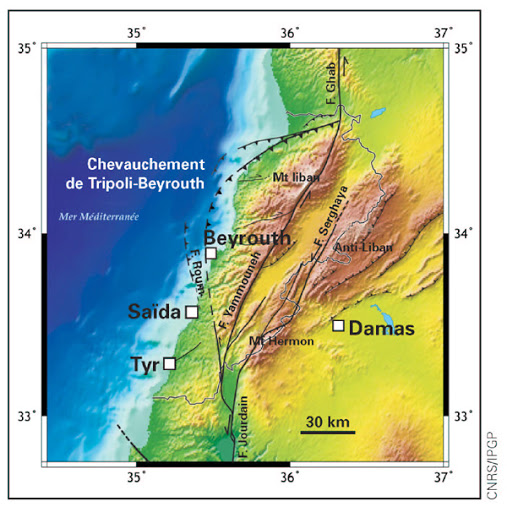 35°
36°
37°
35°
35°
F. Ghab
Chevauchement
de Tripoli-Beyrouth
Mt liban
F. Serghaya
Mer Méditerranée
34°
34°
Beyrouth
Anti-Liban
F. Roum
F. Yammouneh
Saïda
Damas
Mt Hermon
Tyr
33°
33°
30 km
F. Jourdain
35°
36°
37°
CNRS/IPGP